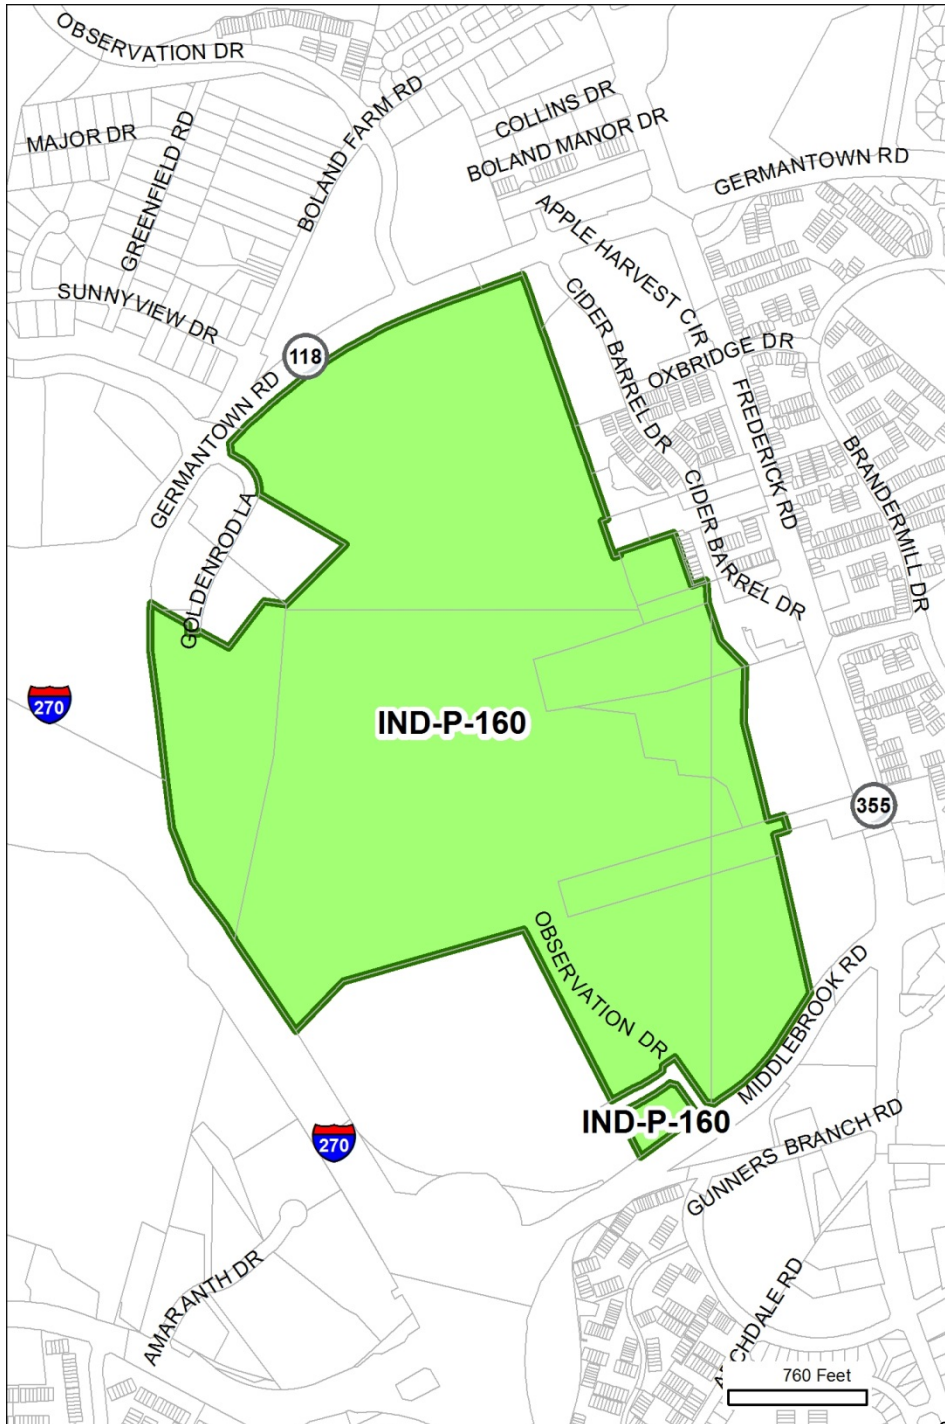 OBSERVATION DR
BOLAND FARM RD
COLLINS DR
MAJOR DR
GREENFIELD RD
BOLAND MANOR DR
GERMANTOWN RD
APPLE HARVEST CIR
SUNNYVIEW DR
CIDER BARREL DR
118
OXBRIDGE DR
GERMANTOWN RD
FREDERICK RD
BRANDERMILL DR
GOLDENROD LA
CIDER BARREL DR
270
IND-P-160
355
OBSERVATION DR
MIDDLEBROOK RD
IND-P-160
270
GUNNERS BRANCH RD
AMARANTH DR
760 Feet